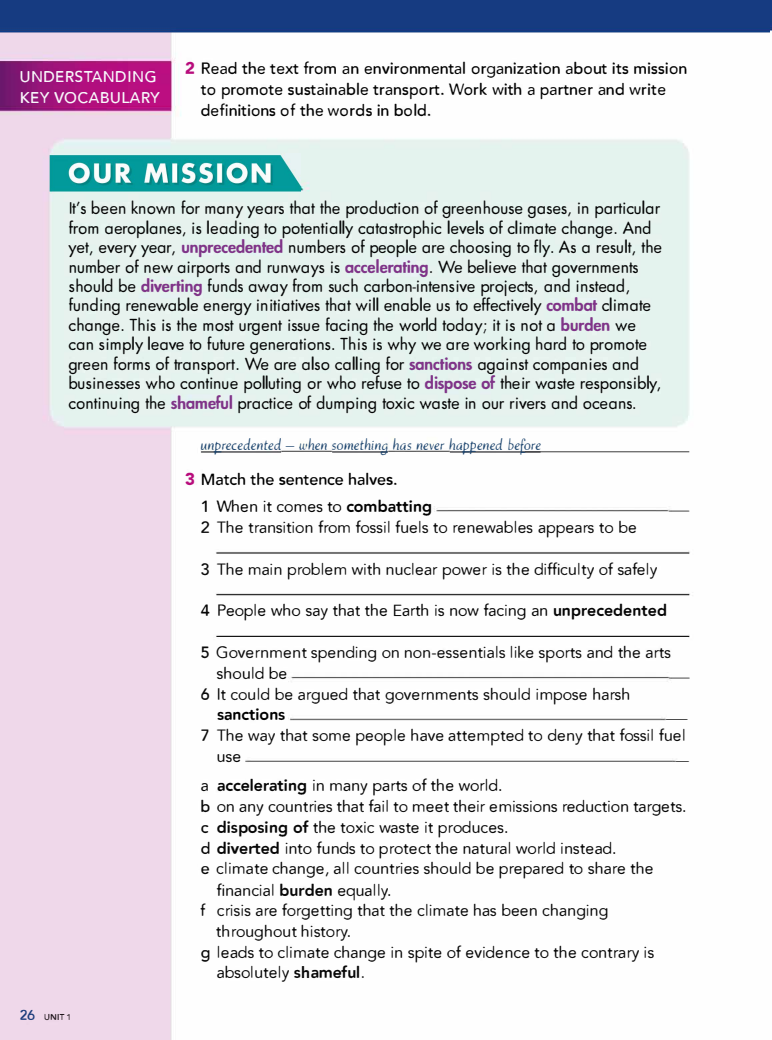 UNDERSTANDING
KEY VOCABULARY
2 Read the text from an environmental organization about its mission
to promote sustainable transport. Work with a partner and write
definitions of the words in bold.
OUR MISSION
It's been known for many years that the production of greenhouse gases, in particular
from aeroplanes, is leading to potentially catastrophic levels of climate change. And
yet, every year, unprecedented numbers of people are choosing to fly. As a result, the
number of new airports and runways is accelerating. We believe that governments
should be diverting funds away from such carbon-intensive projects, and instead,
funding renewable energy initiatives that will enable us to effectively combat climate
change. This is the most urgent issue facing the world today; it is not a burden we
can simply leave to future generations. This is why we are working hard to promote
green forms of transport. We are also calling for sanctions against companies and
businesses who continue polluting or who refuse to dispose of their waste responsibly,
continuing the shameful practice of dumping toxic waste in our rivers and oceans.
unprecedented – when something has never happened before
3 Match the sentence halves.
1 When it comes to combatting
2 The transition from fossil fuels to renewables appears to be
3 The main problem with nuclear power is the difficulty of safely
4 People who say that the Earth is now facing an unprecedented
5 Government spending on non-essentials like sports and the arts
should be
6 It could be argued that governments should impose harsh
sanctions
7 The way that some people have attempted to deny that fossil fuel
use
a accelerating in many parts of the world.
b on any countries that fail to meet their emissions reduction targets.
c disposing of the toxic waste it produces.
d diverted into funds to protect the natural world instead.
e climate change, all countries should be prepared to share the
financial burden equally.
f crisis are forgetting that the climate has been changing
throughout history.
g leads to climate change in spite of evidence to the contrary is
absolutely shameful.
26 UNIT 1